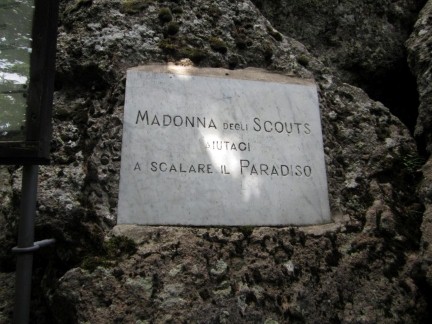 MADONNA DEGLI SCOUTS
AIUTACI
A SCALARE IL PARADISO